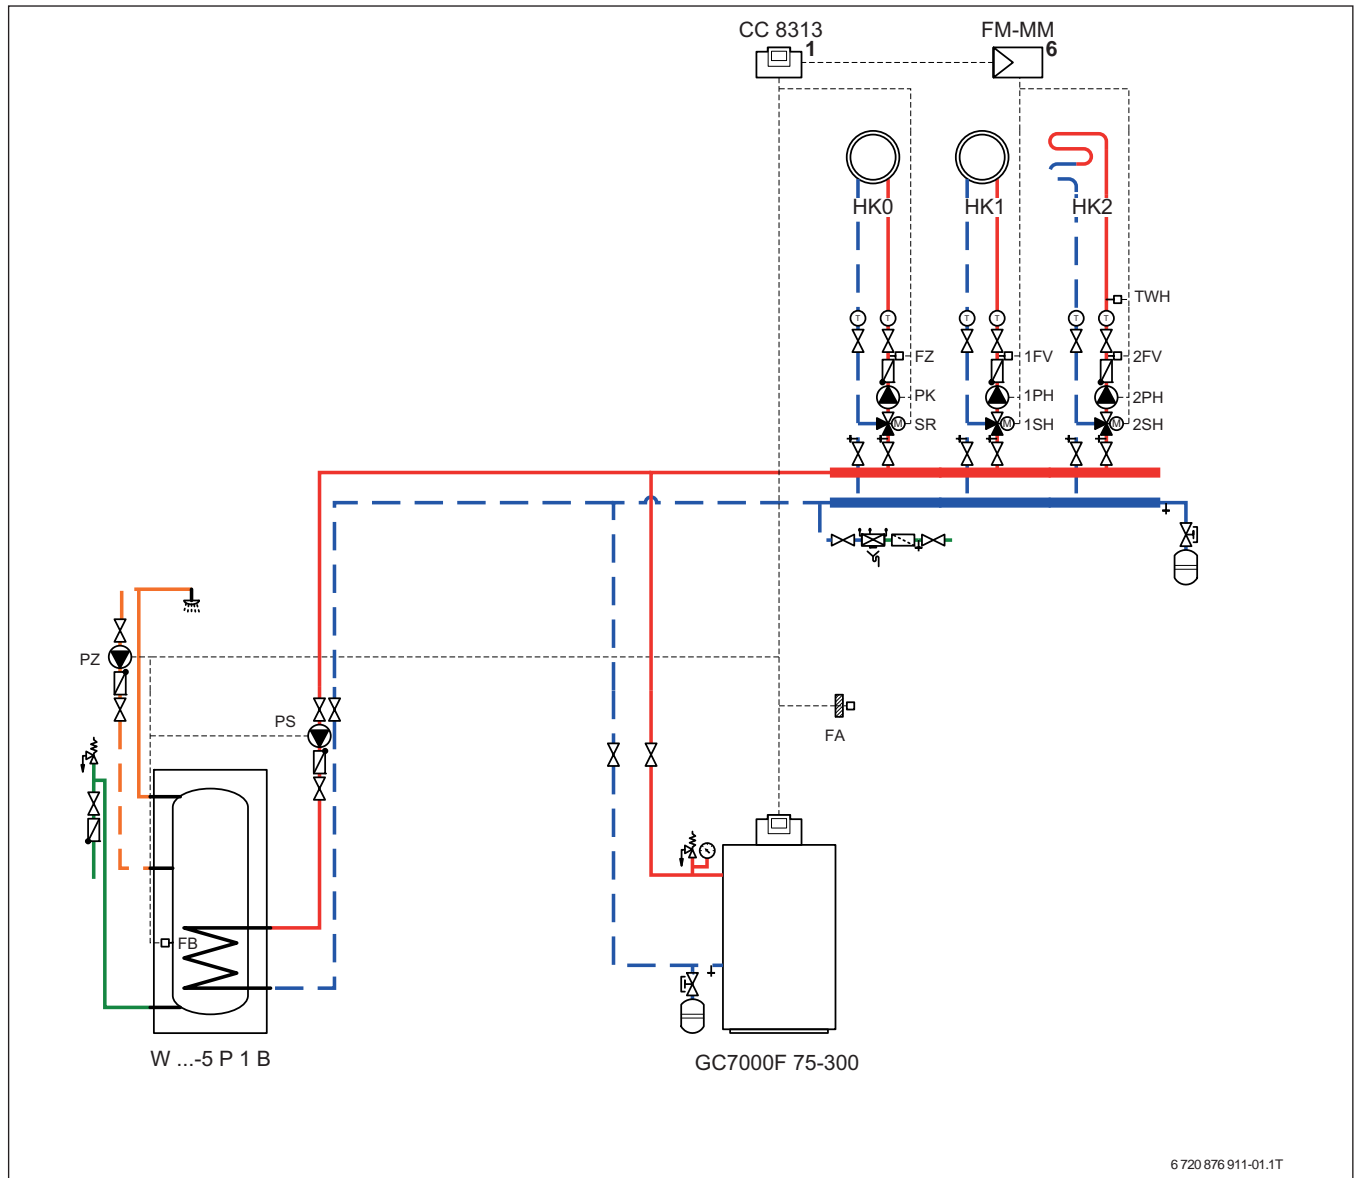 CC 8313
1
FM-MM
6
HK0
HK1
HK2
TWH
T
T
T
T
T
T
FZ
1FV
2FV
PK
1PH
2PH
M
SR
M
1SH
M
2SH
PZ
PS
FA
FB
W ...-5 P 1 B
GC7000F 75-300
6 720 876 911-01.1T